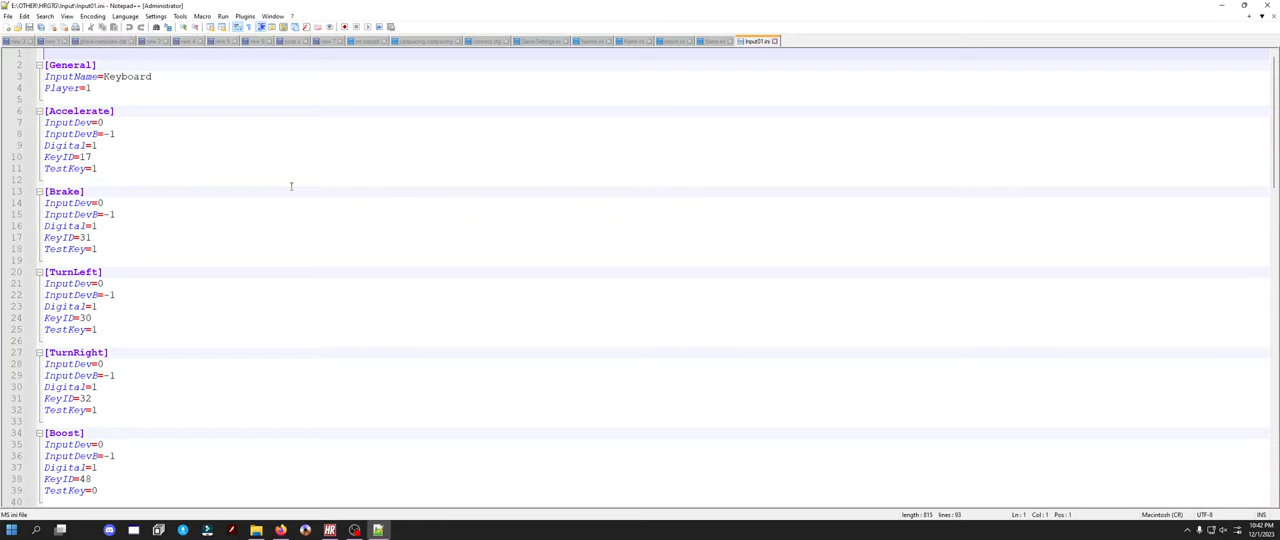 E:\OTHER\HRGTG\Input\Input01.ini - Notepad++ [Administrator]
File Edit Search View Encoding Language Settings Tools Macro Run Plugins Window ?
Input01.ini
1
2 [General]
3 InputName=Keyboard
4 Player=1
5
6 [Accelerate]
7 InputDev=0
8 InputDevB=-1
9 Digital=1
10 KeyID=17
11 TestKey=1
12
13 [Brake]
14 InputDev=0
15 InputDevB=-1
16 Digital=1
17 KeyID=31
18 TestKey=1
19
20 [TurnLeft]
21 InputDev=0
22 InputDevB=-1
23 Digital=1
24 KeyID=30
25 TestKey=1
26
27 [TurnRight]
28 InputDev=0
29 InputDevB=-1
30 Digital=1
31 KeyID=32
32 TestKey=1
33
34 [Boost]
35 InputDev=0
36 InputDevB=-1
37 Digital=1
38 KeyID=48
39 TestKey=0
40
MS ini file length : 815 lines : 93 Ln : 1 Col : 1 Pos : 1 Macintosh (CR) UTF-8 INS
HR 10:42 PM
12/1/2023